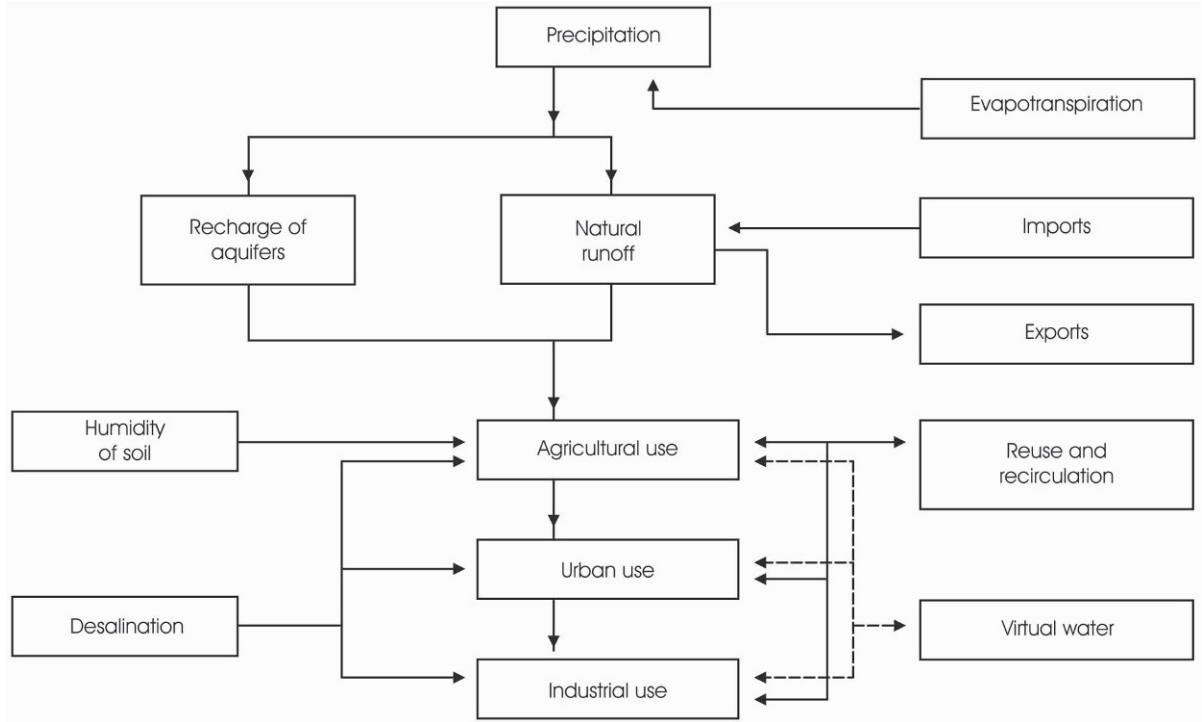 Precipitation
Evapotranspiration
Recharge of
aquifers
Natural
runoff
Imports
Exports
Humidity
of soil
Agricultural use
Reuse and
recirculation
Urban use
Desalination
Virtual water
Industrial use